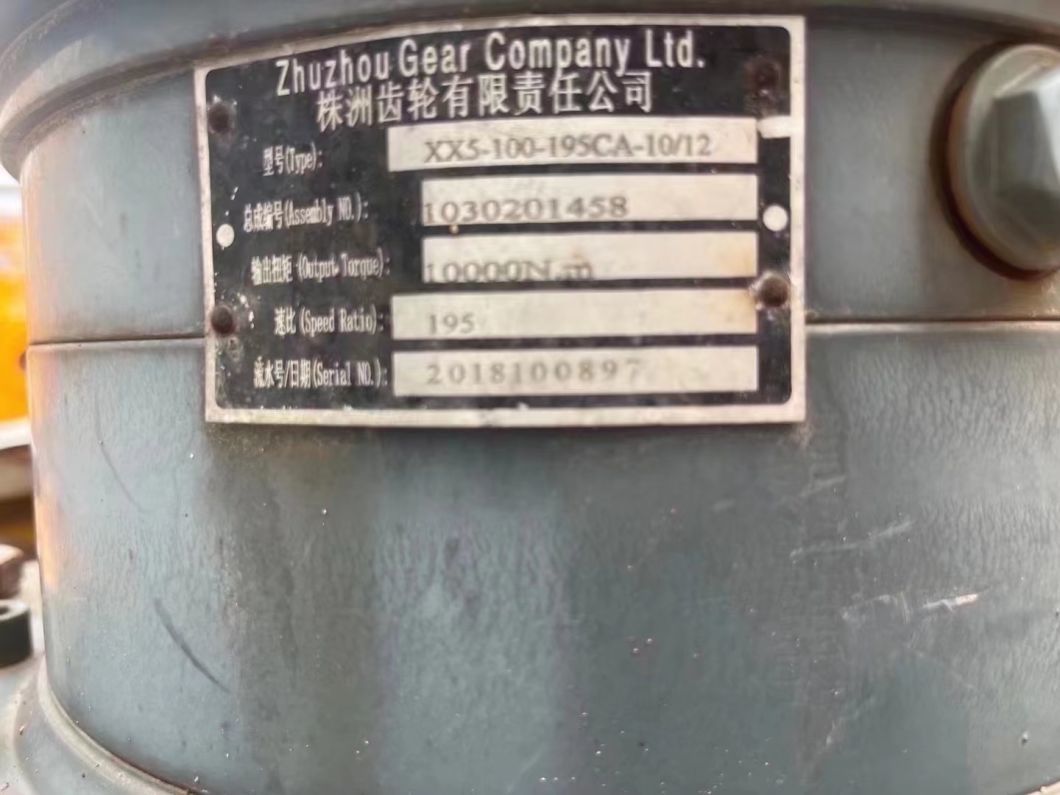 Zhuzhou Gear Company Ltd.
株洲齿轮有限责任公司
型号(Type): XX5-100-195CA-10/12
总成编号(Assembly NO.): 1030201458
输出扭矩(Output Torque): 10000N.m
速比(Speed Ratio): 195
流水号/日期(Serial NO.): 2018100897